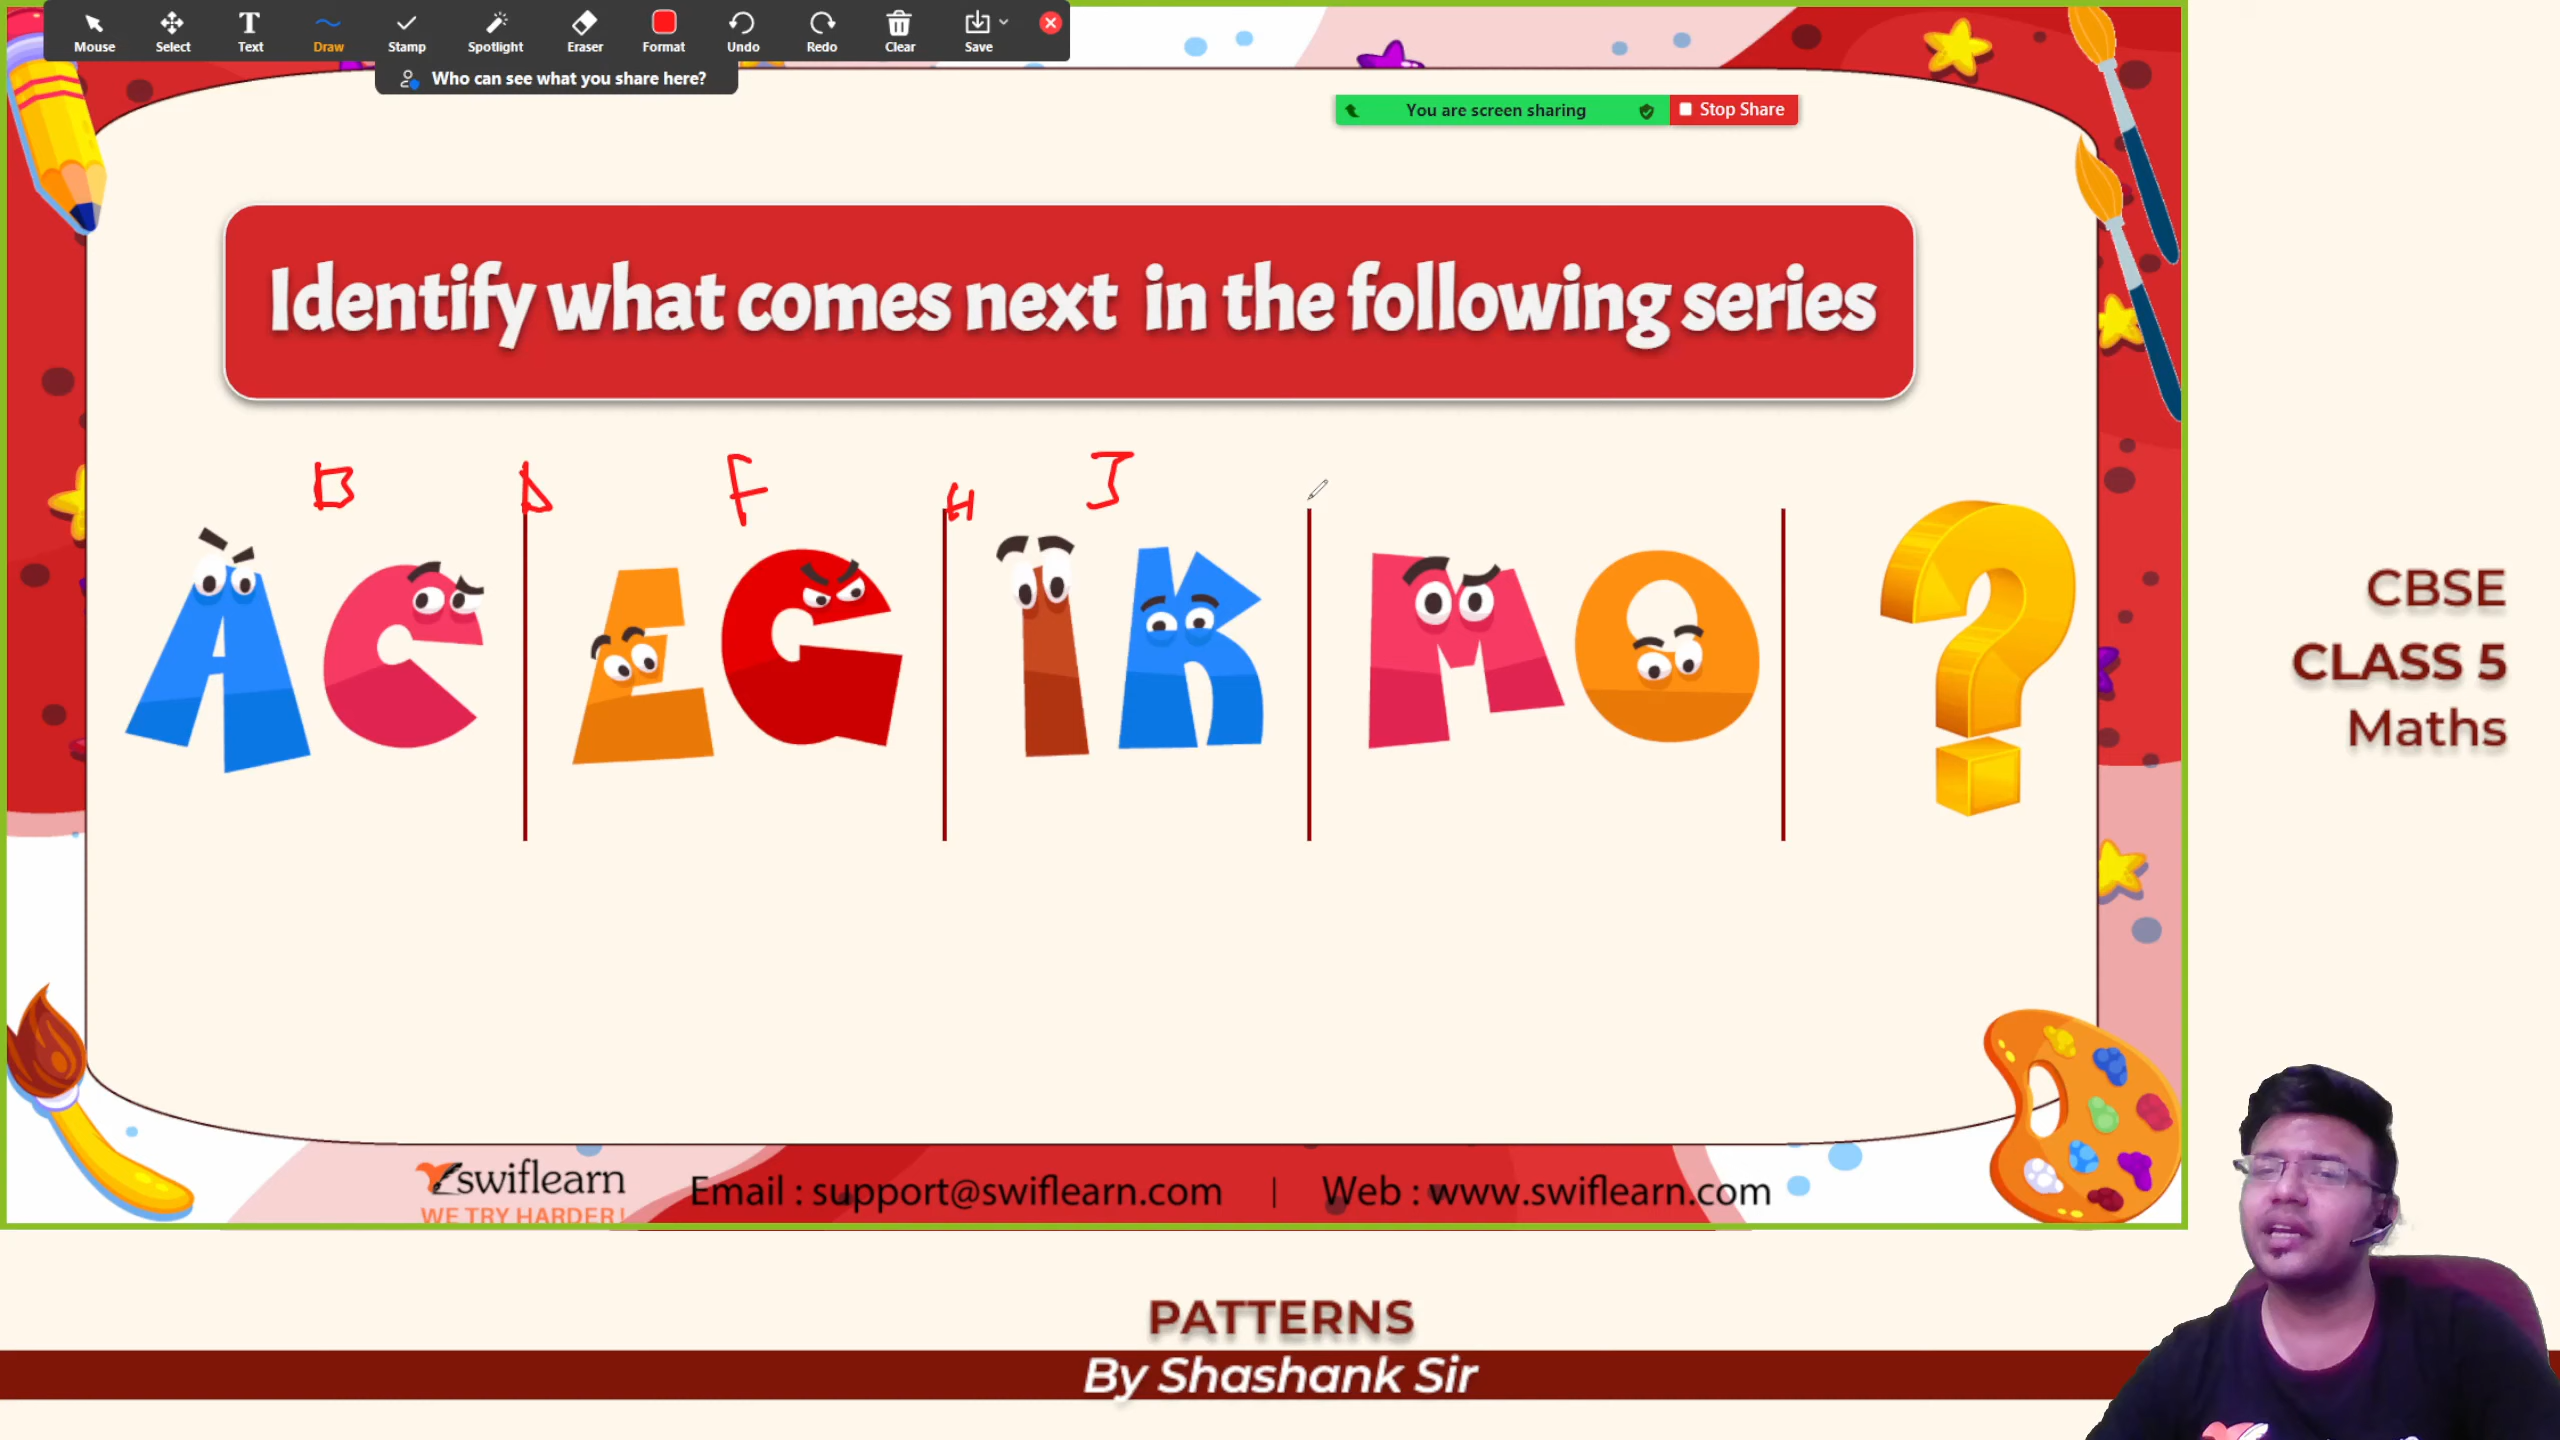 Mouse Select Text Draw Stamp Spotlight Eraser Format Undo Redo Clear Save
Who can see what you share here?
You are screen sharing Stop Share
Identify what comes next in the following series
B D F H I
A C E G I K M O ?
CBSE
CLASS 5
Maths
swiflearn
WE TRY HARDER!
Email : support@swiflearn.com | Web : www.swiflearn.com
PATTERNS
By Shashank Sir